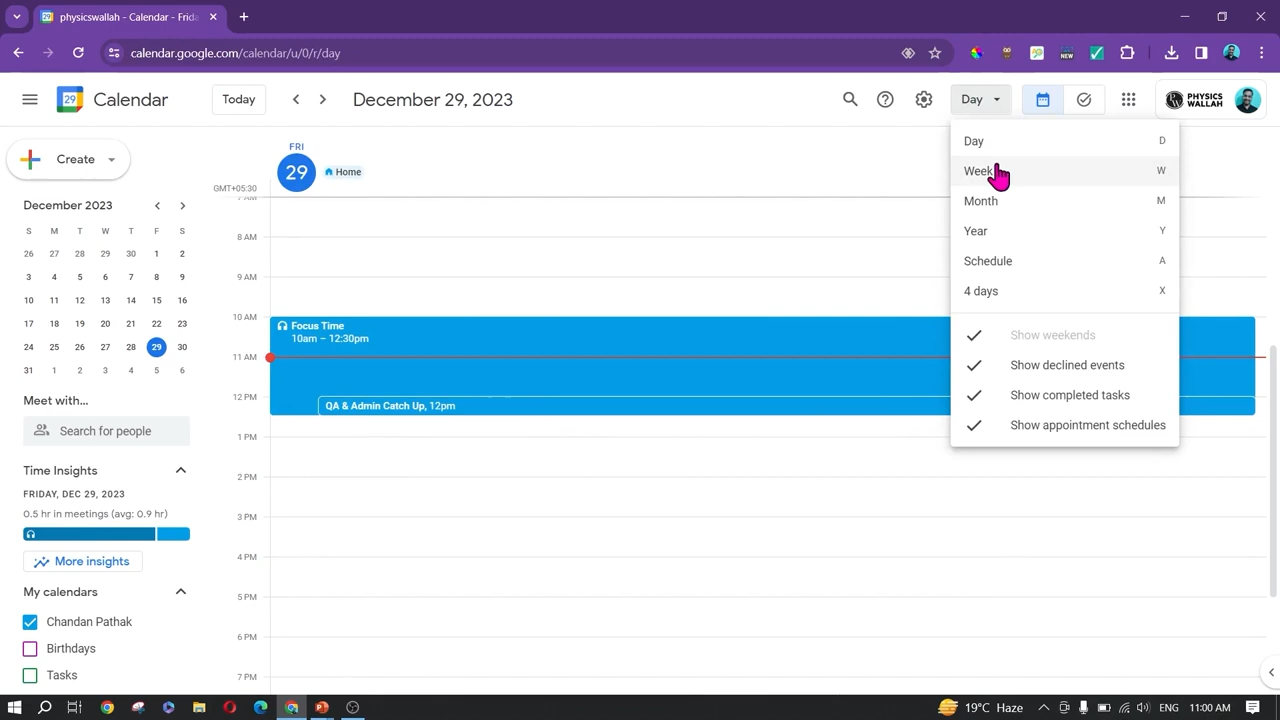 physicswallah - Calendar - Frida
calendar.google.com/calendar/u/0/r/day
NEW
29
Calendar
Today
December 29, 2023
Day
PHYSICS
WALLAH
Create
FRI
29
Home
GMT+05:30
Day D
Week W
Month M
Year Y
Schedule A
4 days X
Show weekends
Show declined events
Show completed tasks
Show appointment schedules
December 2023
S M T W T F S
26 27 28 29 30 1 2
3 4 5 6 7 8 9
10 11 12 13 14 15 16
17 18 19 20 21 22 23
24 25 26 27 28 29 30
31 1 2 3 4 5 6
Meet with...
Search for people
Time Insights
FRIDAY, DEC 29, 2023
0.5 hr in meetings (avg: 0.9 hr)
More insights
My calendars
Chandan Pathak
Birthdays
Tasks
8 AM
9 AM
10 AM
Focus Time
10am – 12:30pm
11 AM
12 PM
QA & Admin Catch Up, 12pm
1 PM
2 PM
3 PM
4 PM
5 PM
6 PM
7 PM
19°C Haze
ENG
11:00 AM